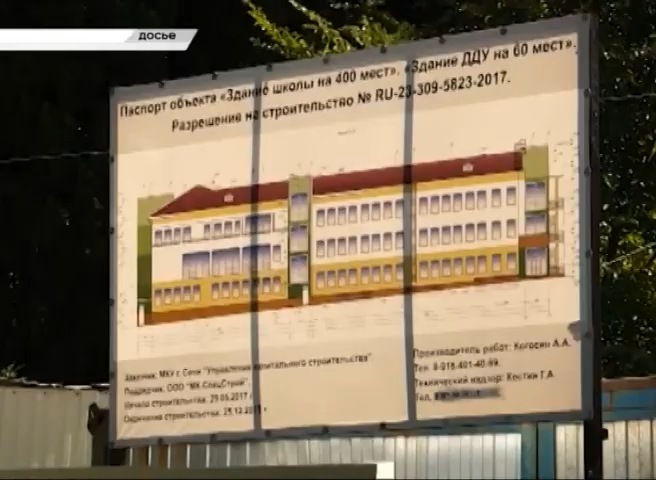 досье
Паспорт объекта «Здание школы на 400 мест». «Здание ДДУ на 60 мест».
Разрешение на строительство № RU-23-309-5823-2017.
Заказчик: МКУ г. Сочи "Управление капитального строительства"
Подрядчик: ООО "МК-СпецСтрой".
Начало строительства: 29.05.2017 г.
Окончание строительства: 25.12.
Производитель работ: Когосян А.А.
Тел. 8-918-401-40-99.
Технический надзор: Костин Г.А.
Тел.